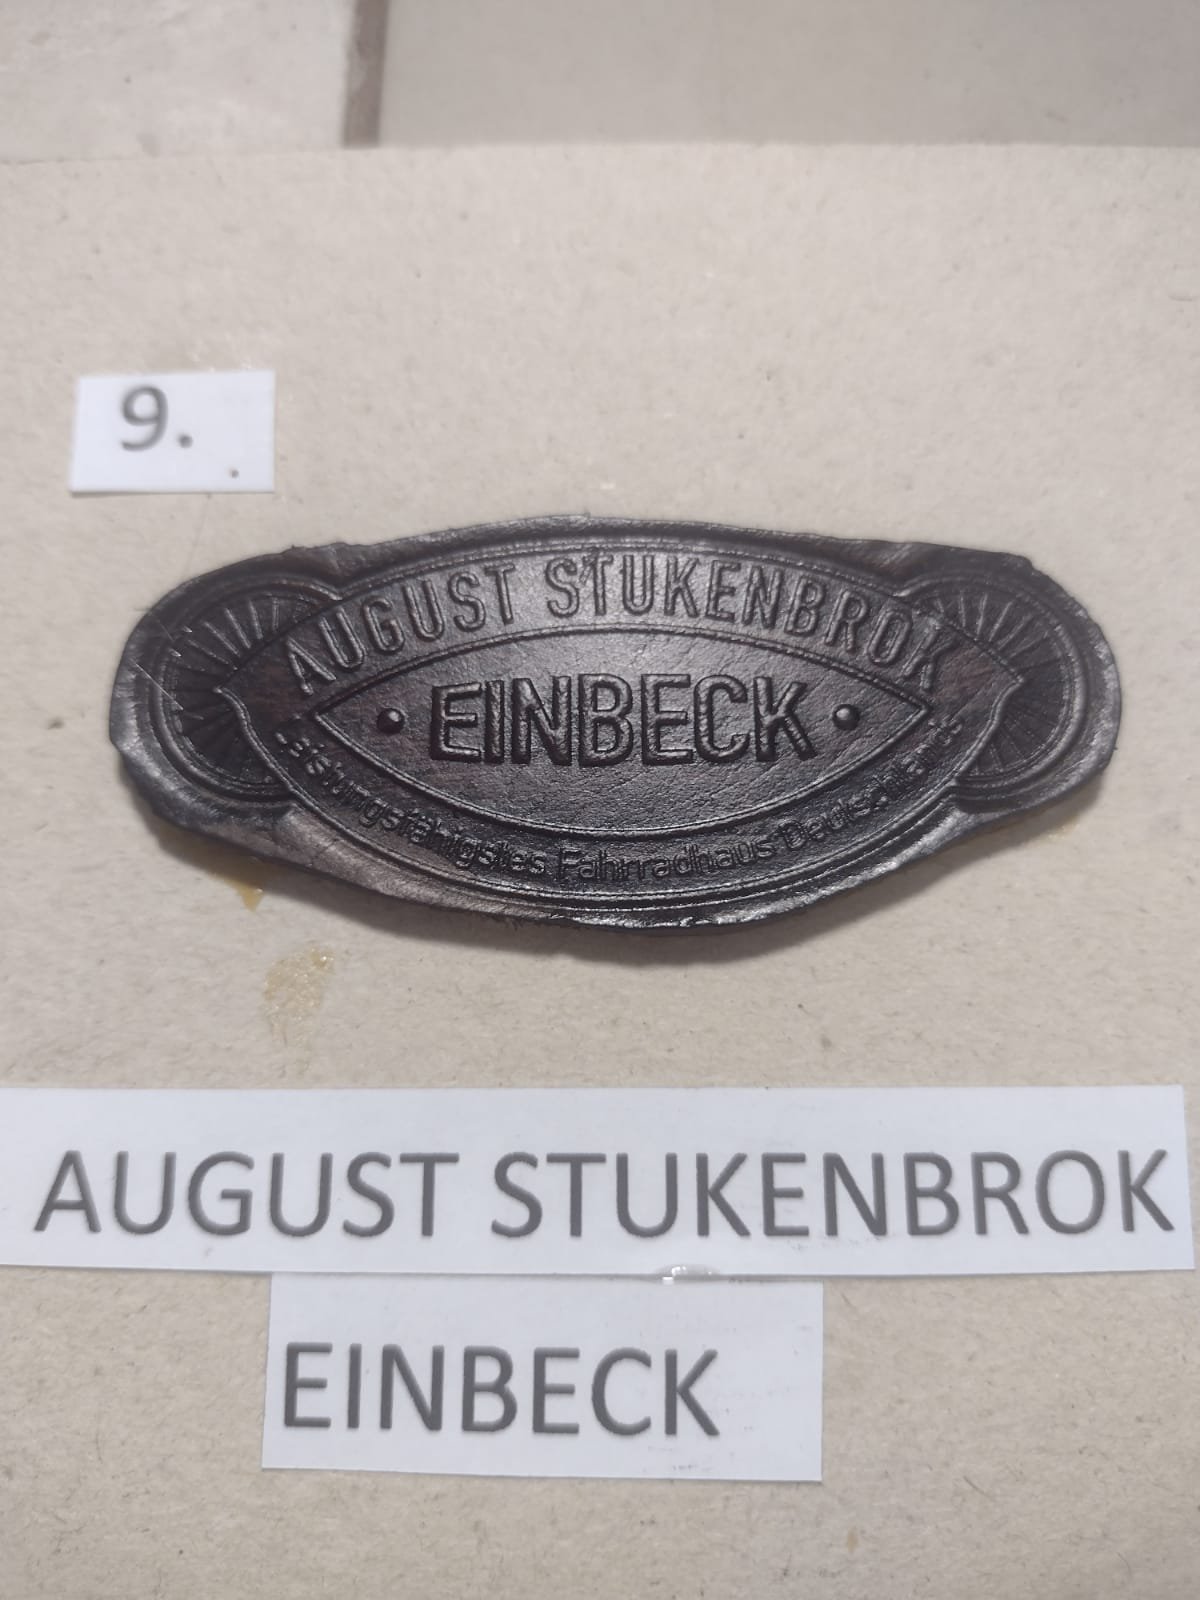 9.
AUGUST STUKENBROK
• EINBECK •
Leistungsfähigstes Fahrradhaus Deutschlands
AUGUST STUKENBROK
EINBECK